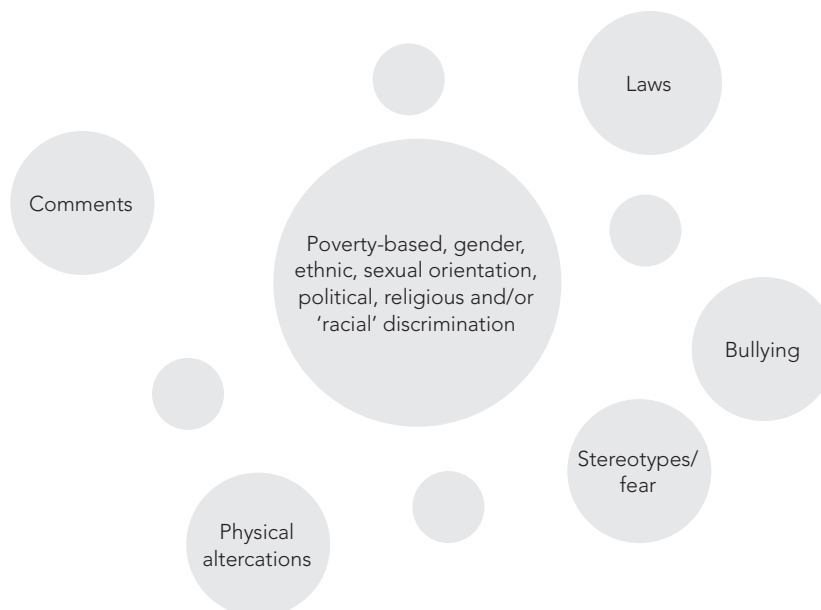 Laws
Comments
Poverty-based, gender,
ethnic, sexual orientation,
political, religious and/or
‘racial’ discrimination
Bullying
Stereotypes/
fear
Physical
altercations